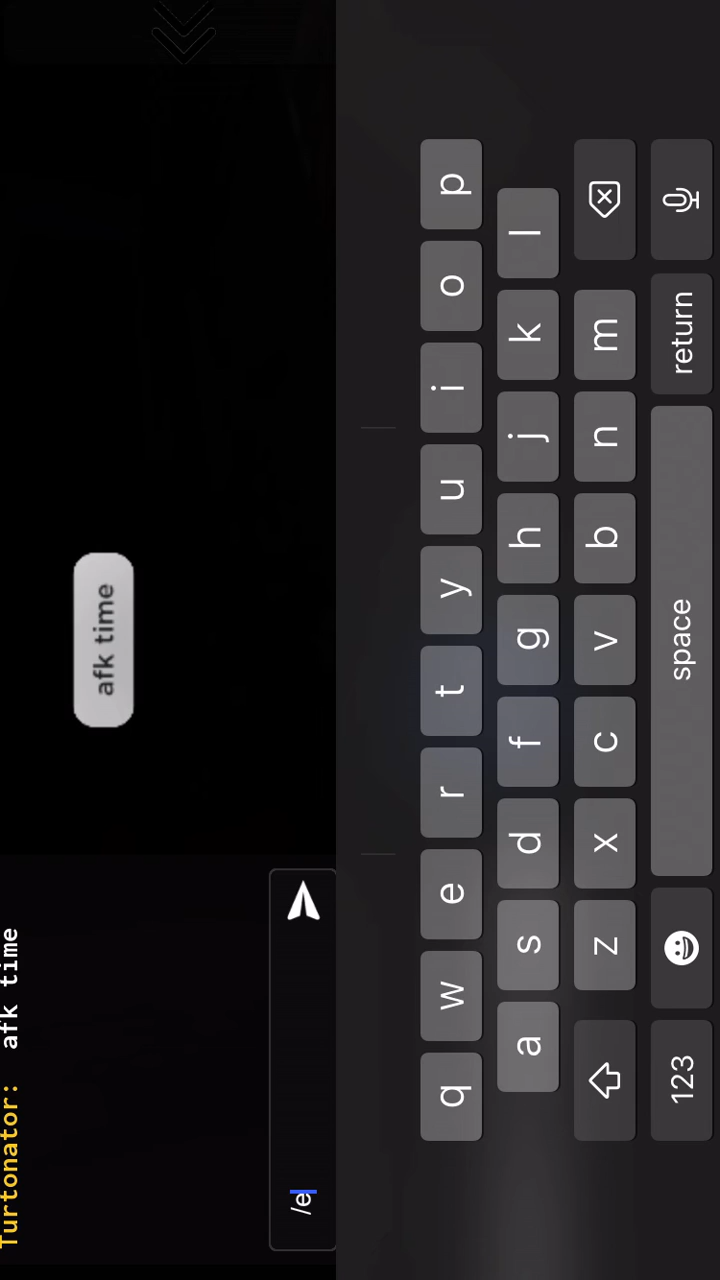 afk time
Turtonator: afk time
/e
q w e r t y u i o p
a s d f g h j k l
z x c v b n m
123 space return